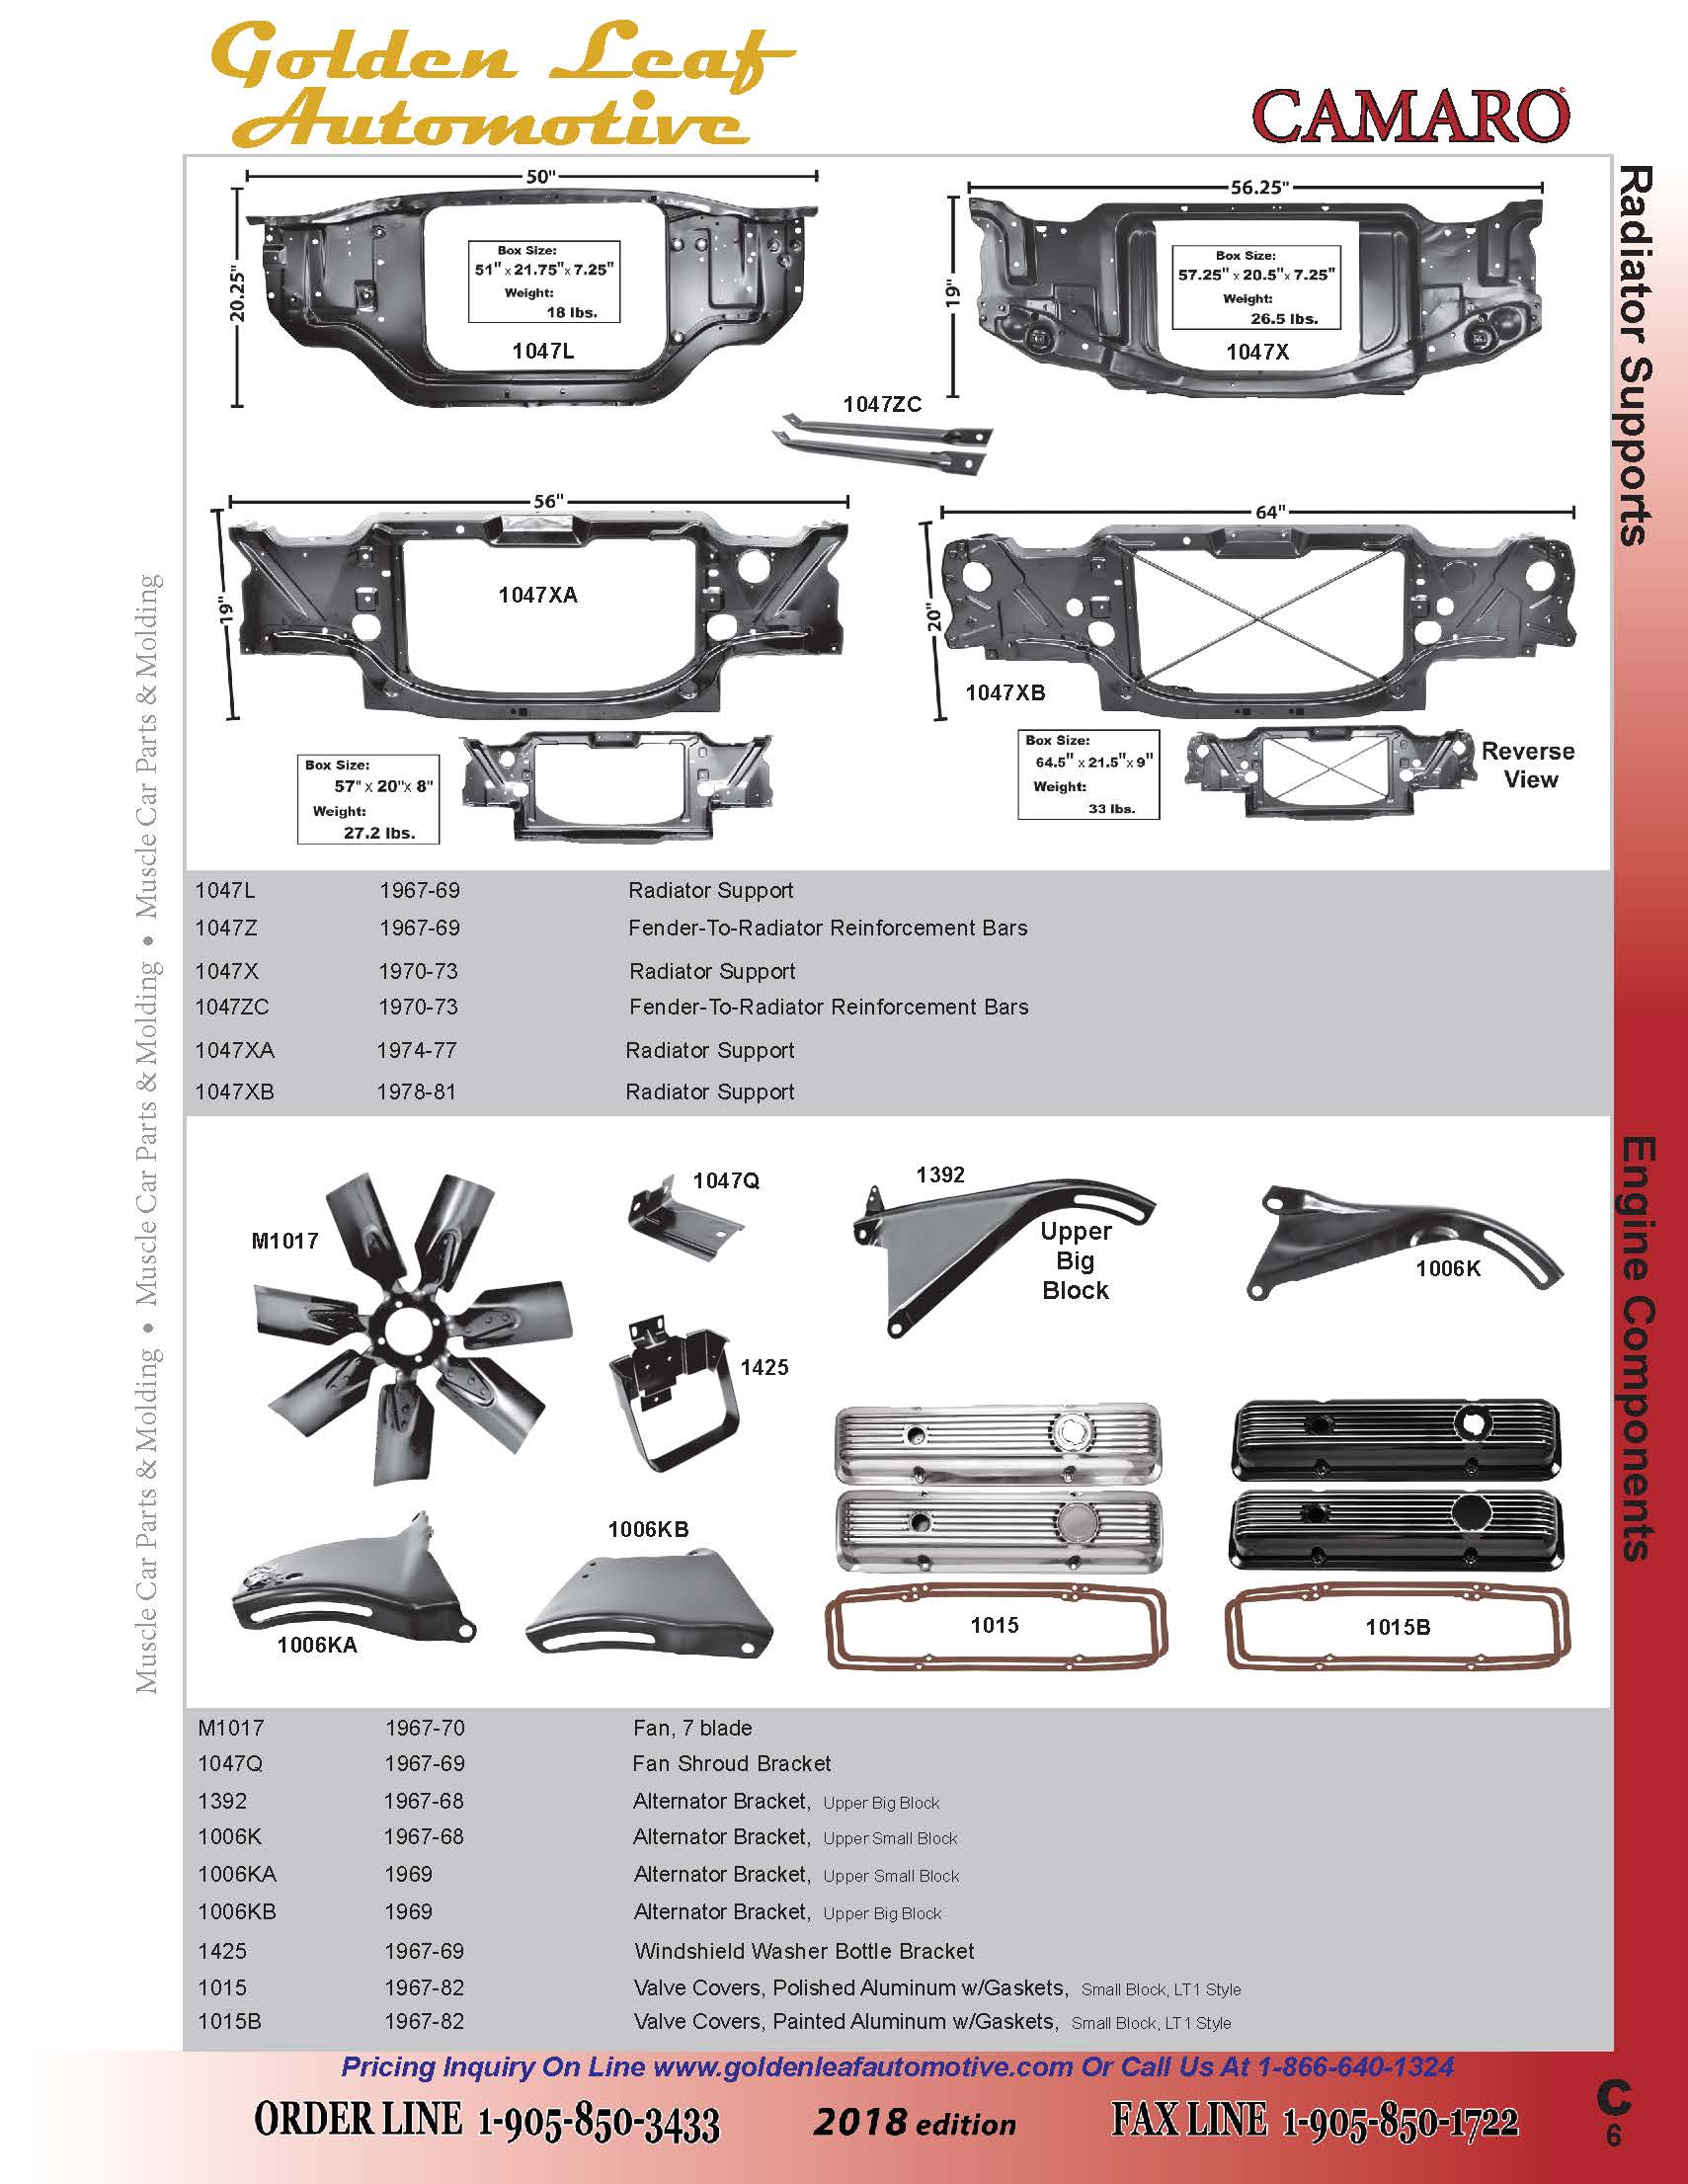 Golden Leaf
Automotive
CAMARO®
Radiator Supports
50"
20.25"
Box Size:
51" x 21.75" x 7.25"
Weight:
18 lbs.
1047L
56.25"
19"
Box Size:
57.25" x 20.5"x 7.25"
Weight:
26.5 lbs.
1047X
1047ZC
56"
19"
1047XA
64"
20"
1047XB
Box Size:
57" x 20"x 8"
Weight:
27.2 lbs.
Box Size:
64.5" x 21.5"x 9"
Weight:
33 lbs.
Reverse
View
1047L 1967-69 Radiator Support
1047Z 1967-69 Fender-To-Radiator Reinforcement Bars
1047X 1970-73 Radiator Support
1047ZC 1970-73 Fender-To-Radiator Reinforcement Bars
1047XA 1974-77 Radiator Support
1047XB 1978-81 Radiator Support
Muscle Car Parts & Molding • Muscle Car Parts & Molding • Muscle Car Parts & Molding
Engine Components
M1017
1047Q
1392
Upper
Big
Block
1006K
1425
1006KB
1006KA
1015
1015B
M1017 1967-70 Fan, 7 blade
1047Q 1967-69 Fan Shroud Bracket
1392 1967-68 Alternator Bracket, Upper Big Block
1006K 1967-68 Alternator Bracket, Upper Small Block
1006KA 1969 Alternator Bracket, Upper Small Block
1006KB 1969 Alternator Bracket, Upper Big Block
1425 1967-69 Windshield Washer Bottle Bracket
1015 1967-82 Valve Covers, Polished Aluminum w/Gaskets, Small Block, LT1 Style
1015B 1967-82 Valve Covers, Painted Aluminum w/Gaskets, Small Block, LT1 Style
Pricing Inquiry On Line www.goldenleafautomotive.com Or Call Us At 1-866-640-1324
ORDER LINE 1-905-850-3433 2018 edition FAX LINE 1-905-850-1722
C
6